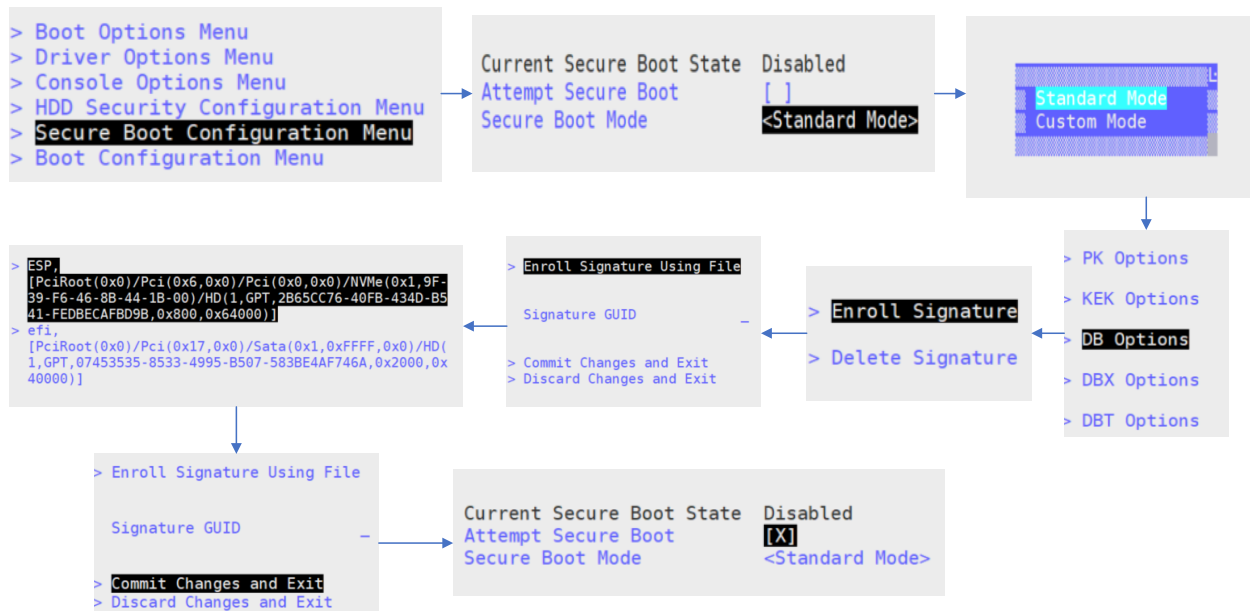 > Boot Options Menu
> Driver Options Menu
> Console Options Menu
> HDD Security Configuration Menu
> Secure Boot Configuration Menu
> Boot Configuration Menu
Current Secure Boot State Disabled
Attempt Secure Boot [ ]
Secure Boot Mode <Standard Mode>
Standard Mode
Custom Mode
> PK Options
> KEK Options
> DB Options
> DBX Options
> DBT Options
> Enroll Signature
> Delete Signature
> Enroll Signature Using File
Signature GUID _
> Commit Changes and Exit
> Discard Changes and Exit
> ESP,
[PciRoot(0x0)/Pci(0x6,0x0)/Pci(0x0,0x0)/NVMe(0x1,9F-
39-F6-46-8B-44-1B-00)/HD(1,GPT,2B65CC76-40FB-434D-B5
41-FEDBECAFBD9B,0x800,0x64000)]
> efi,
[PciRoot(0x0)/Pci(0x17,0x0)/Sata(0x1,0xFFFF,0x0)/HD(
1,GPT,07453535-8533-4995-B507-583BE4AF746A,0x2000,0x
40000)]
> Enroll Signature Using File
Signature GUID _
> Commit Changes and Exit
> Discard Changes and Exit
Current Secure Boot State Disabled
Attempt Secure Boot [X]
Secure Boot Mode <Standard Mode>